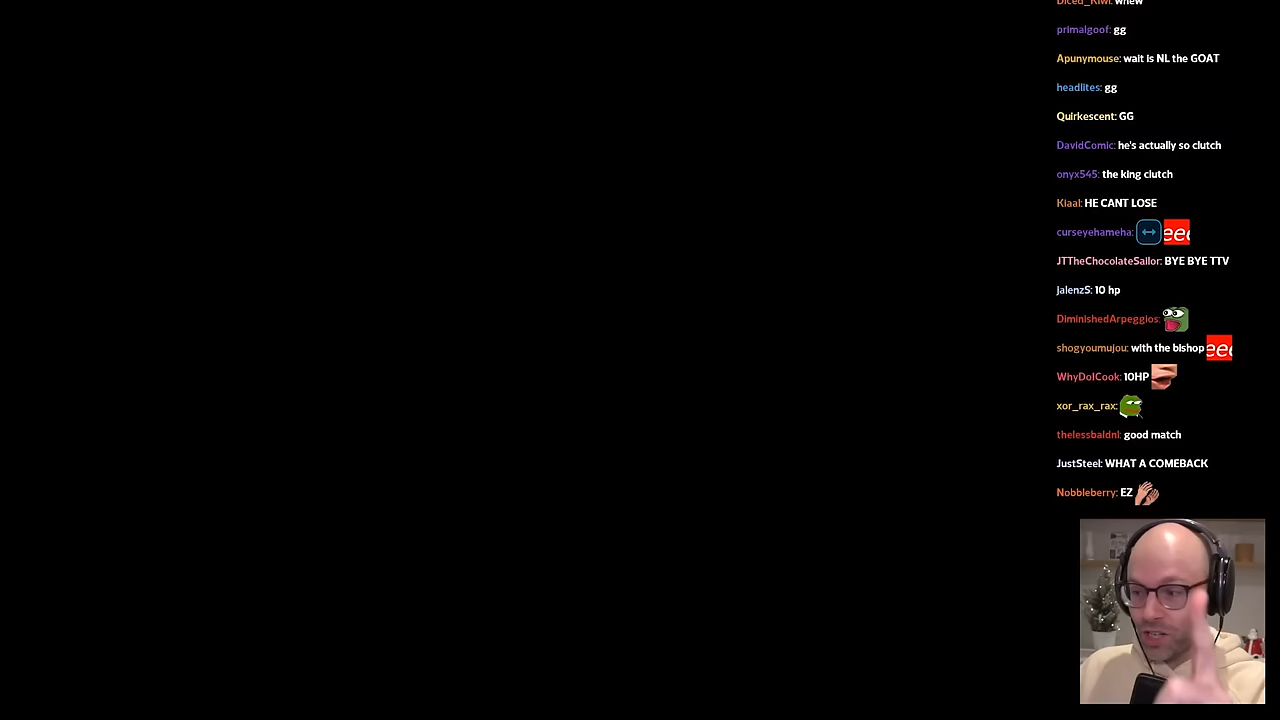 Diced_Kiwi: whew
primalgoof: gg
Apunymouse: wait is NL the GOAT
headlites: gg
Quirkescent: GG
DavidComic: he's actually so clutch
onyx545: the king clutch
Kiaal: HE CANT LOSE
curseyehameha: eee
JTTheChocolateSailor: BYE BYE TTV
jalenzS: 10 hp
DiminishedArpeggios:
shogyoumujou: with the bishop eee
WhyDoICook: 10HP
xor_rax_rax:
thelessbaldnl: good match
JustSteel: WHAT A COMEBACK
Nobbleberry: EZ